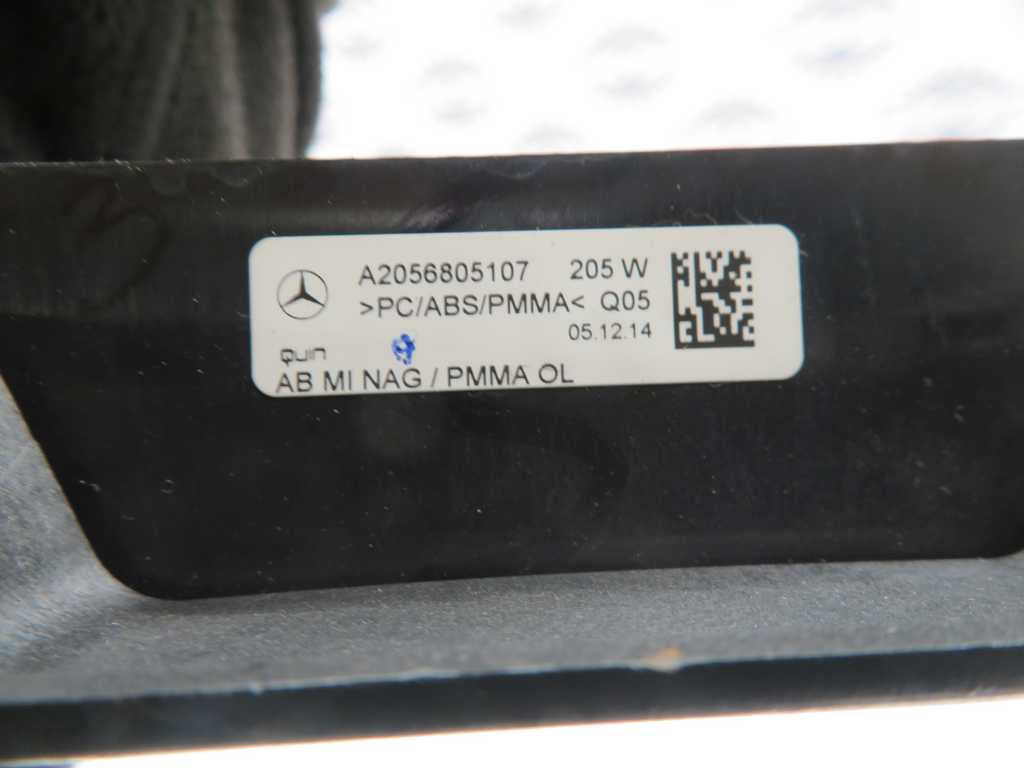 A2056805107 205 W
>PC/ABS/PMMA< Q05
05.12.14
QUIN
AB MI NAG / PMMA OL